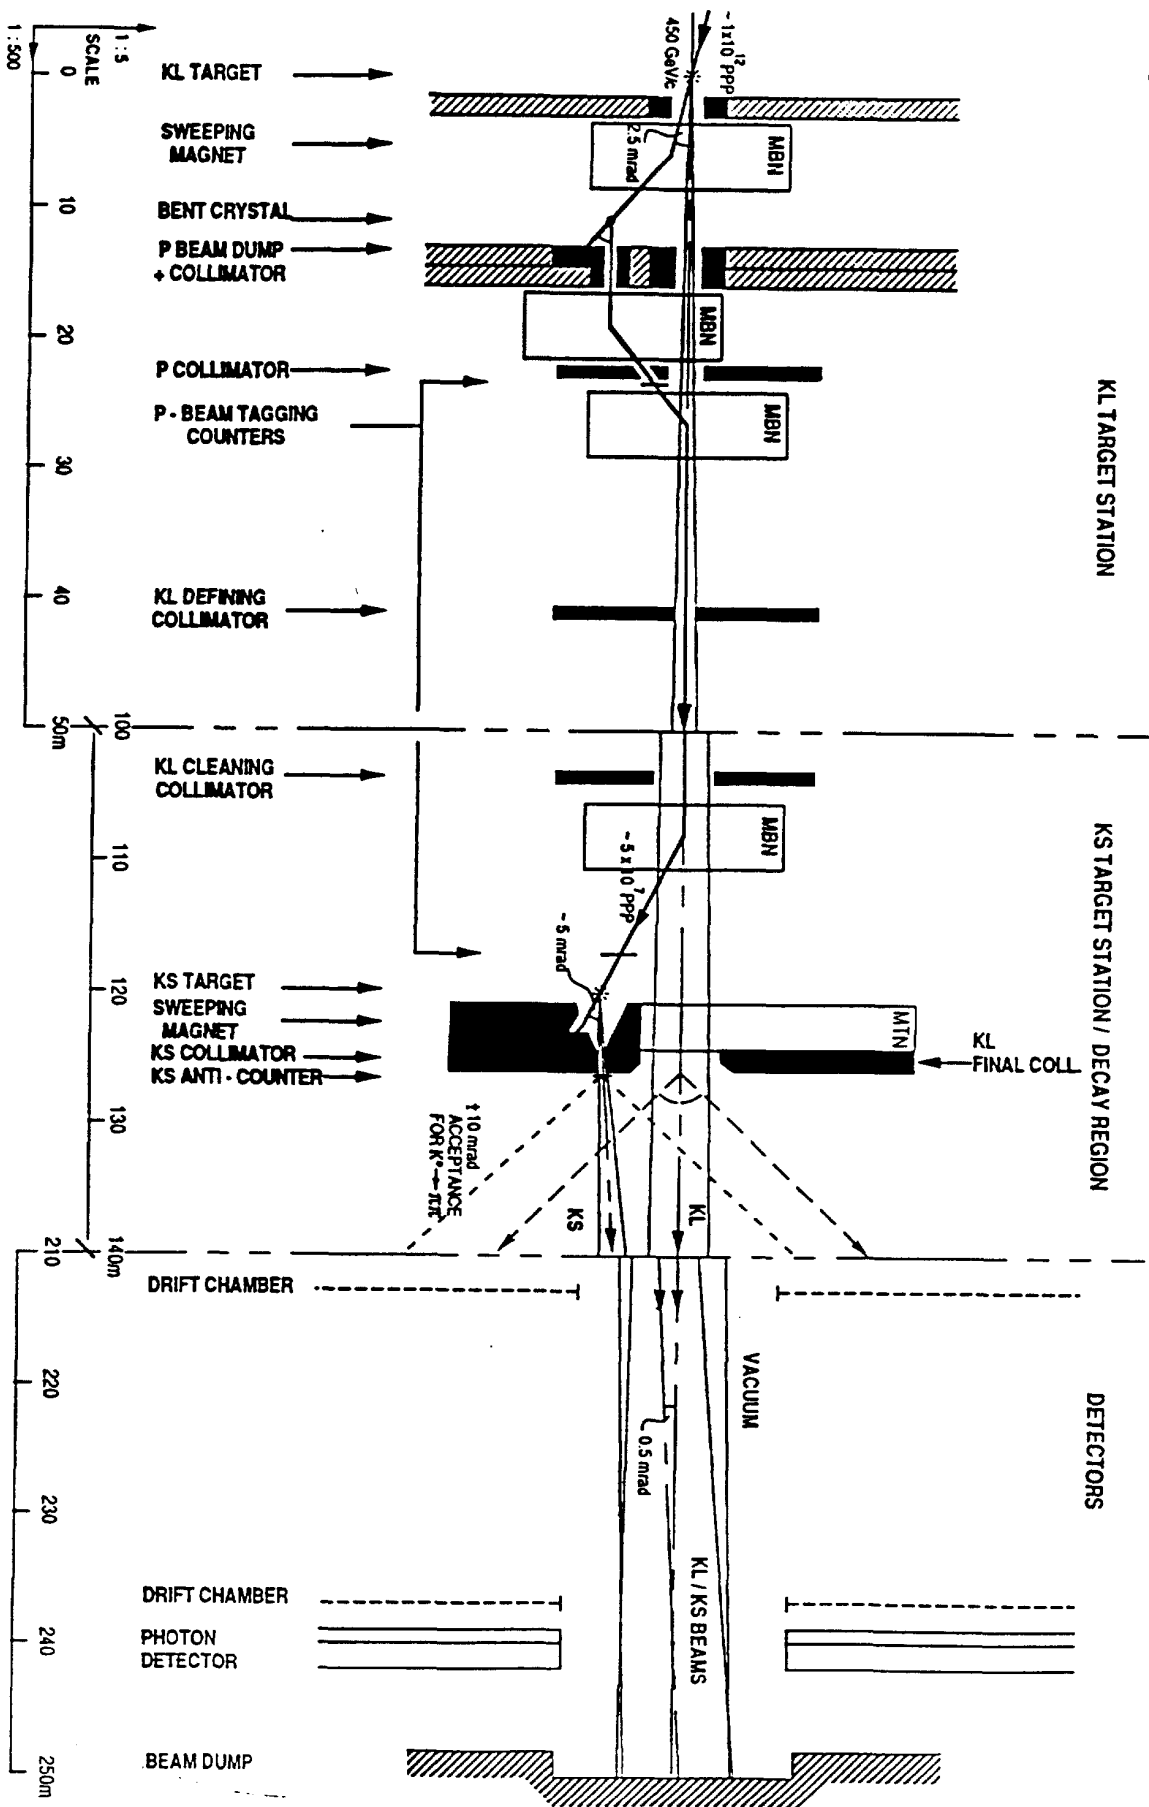 ~1x10^12 PPP
450 GeV/c
1:5
SCALE
1:500
0
KL TARGET
SWEEPING
MAGNET
MBN
2.5 mrad
10
BENT CRYSTAL
P BEAM DUMP
+ COLLIMATOR
MBN
20
P COLLIMATOR
P - BEAM TAGGING
COUNTERS
MBN
30
KL TARGET STATION
40
KL DEFINING
COLLIMATOR
50m
100
KL CLEANING
COLLIMATOR
MBN
110
~5 x 10^7 PPP
~5 mrad
KS TARGET STATION / DECAY REGION
120
KS TARGET
SWEEPING
MAGNET
KS COLLIMATOR
KS ANTI - COUNTER
MTN
KL
FINAL COLL.
130
± 10 mrad
ACCEPTANCE
FOR K° → ππ
KS
KL
210
140m
DRIFT CHAMBER
VACUUM
DETECTORS
220
0.5 mrad
230
KL / KS BEAMS
DRIFT CHAMBER
240
PHOTON
DETECTOR
BEAM DUMP
250m